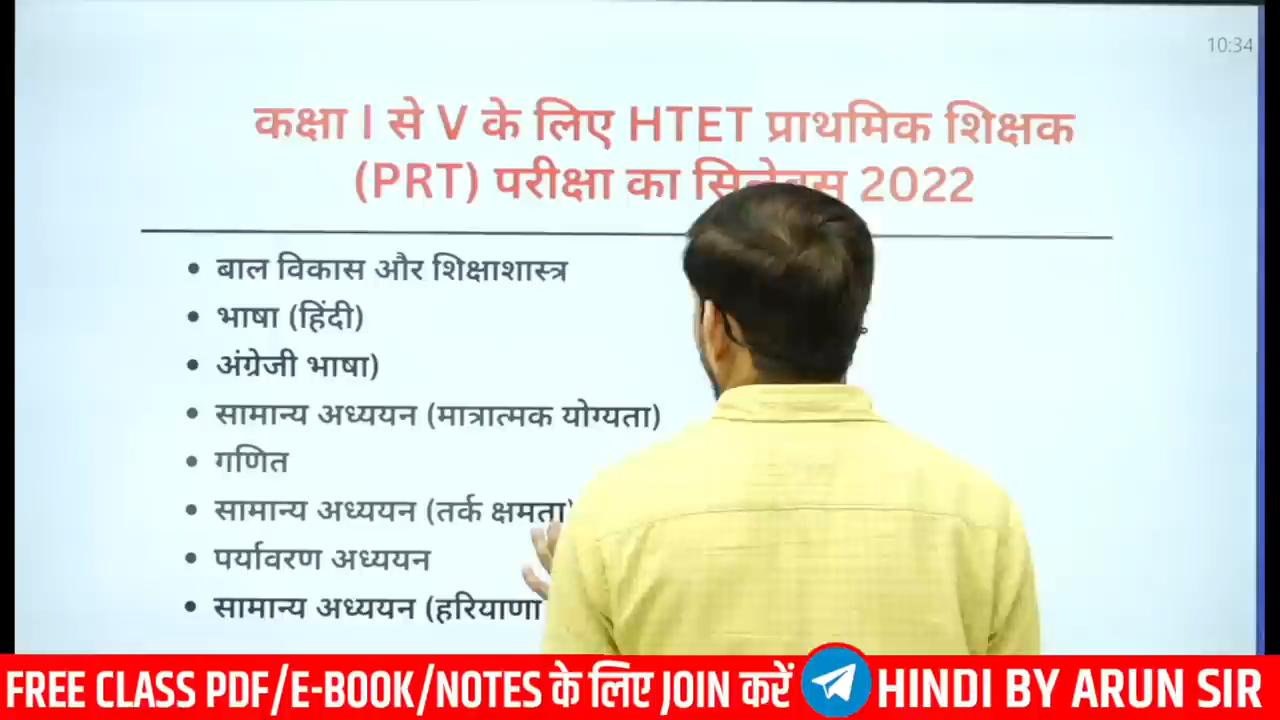 10:34
कक्षा I से V के लिए HTET प्राथमिक शिक्षक
(PRT) परीक्षा का सिलेबस 2022
• बाल विकास और शिक्षाशास्त्र
• भाषा (हिंदी)
• अंग्रेजी भाषा)
• सामान्य अध्ययन (मात्रात्मक योग्यता)
• गणित
• सामान्य अध्ययन (तर्क क्षमता)
• पर्यावरण अध्ययन
• सामान्य अध्ययन (हरियाणा
FREE CLASS PDF/E-BOOK/NOTES के लिए JOIN करें HINDI BY ARUN SIR